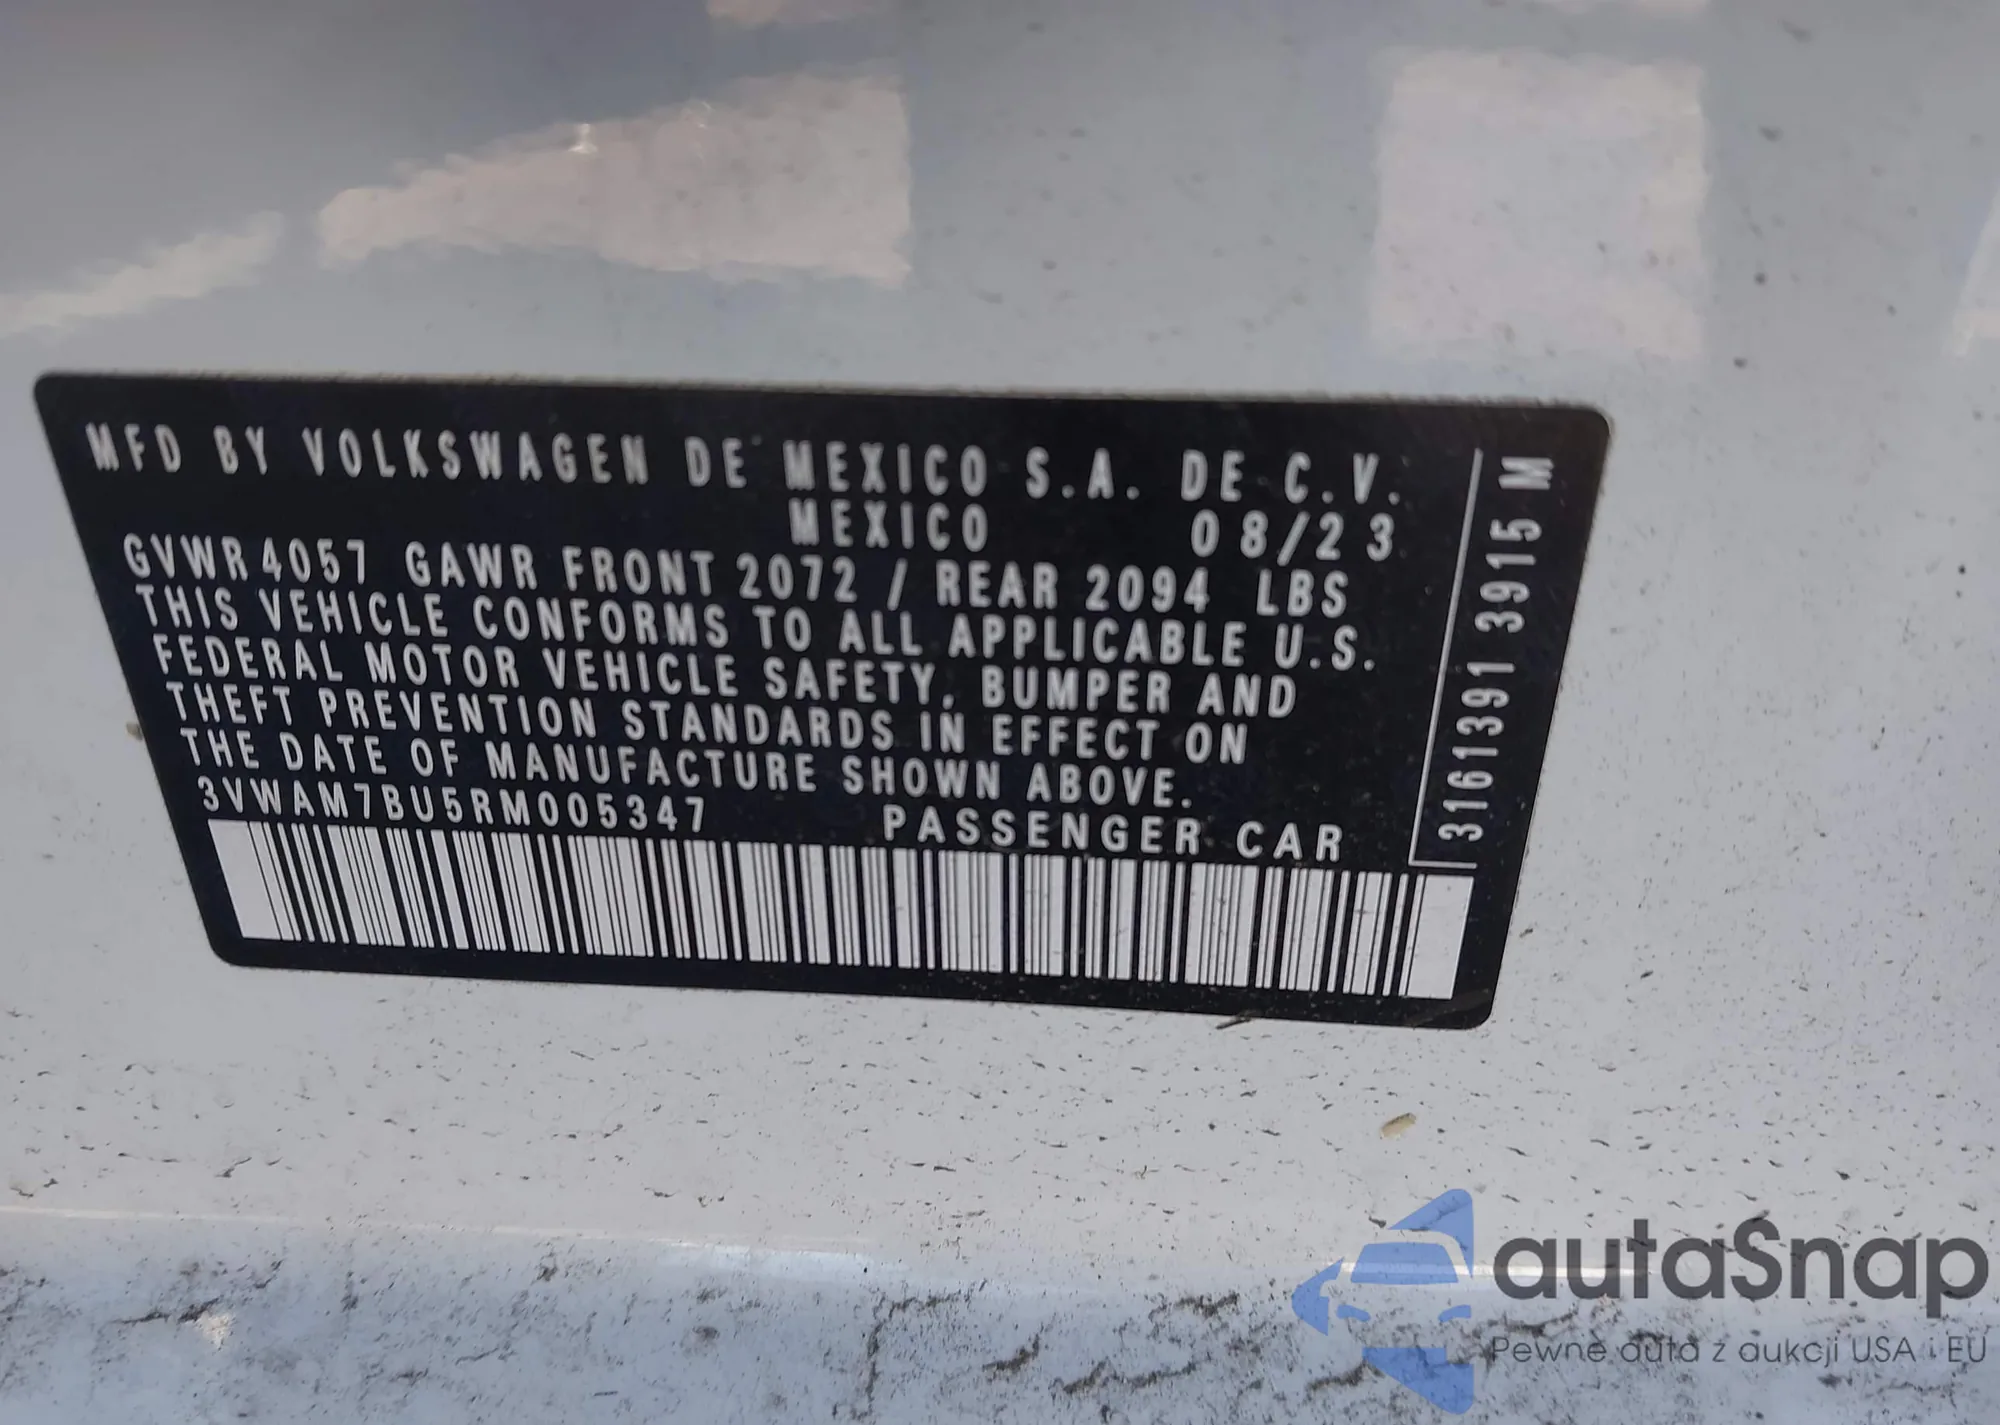 MFD BY VOLKSWAGEN DE MEXICO S.A. DE C.V.
MEXICO 08/23
GVWR 4057 GAWR FRONT 2072 / REAR 2094 LBS
THIS VEHICLE CONFORMS TO ALL APPLICABLE U.S.
FEDERAL MOTOR VEHICLE SAFETY, BUMPER AND
THEFT PREVENTION STANDARDS IN EFFECT ON
THE DATE OF MANUFACTURE SHOWN ABOVE.
3VWAM7BU5RM005347 PASSENGER CAR
3161391 3915 M
autaSnap
Pewne auta z aukcji USA i EU